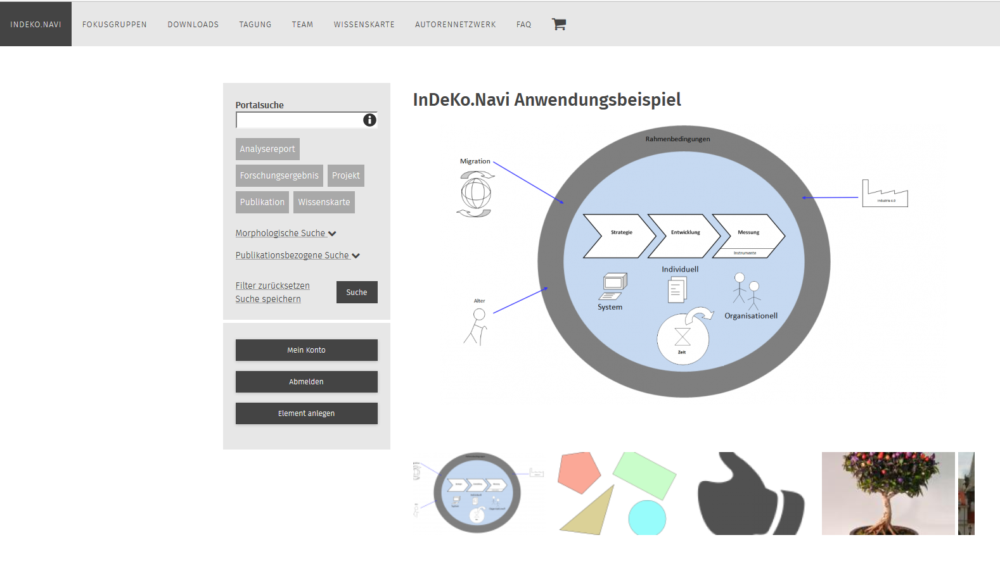 INDEKO.NAVI FOKUSGRUPPEN DOWNLOADS TAGUNG TEAM WISSENSKARTE AUTORENNETZWERK FAQ
Portalsuche
Analysereport
Forschungsergebnis Projekt
Publikation Wissenskarte
Morphologische Suche
Publikationsbezogene Suche
Filter zurücksetzen
Suche speichern
Suche
Mein Konto
Abmelden
Element anlegen
InDeKo.Navi Anwendungsbeispiel
Rahmenbedingungen
Migration
Industrie 4.0
Strategie Entwicklung Messung
Instrumente
Individuell
Alter
System
Organisationell
Zeit